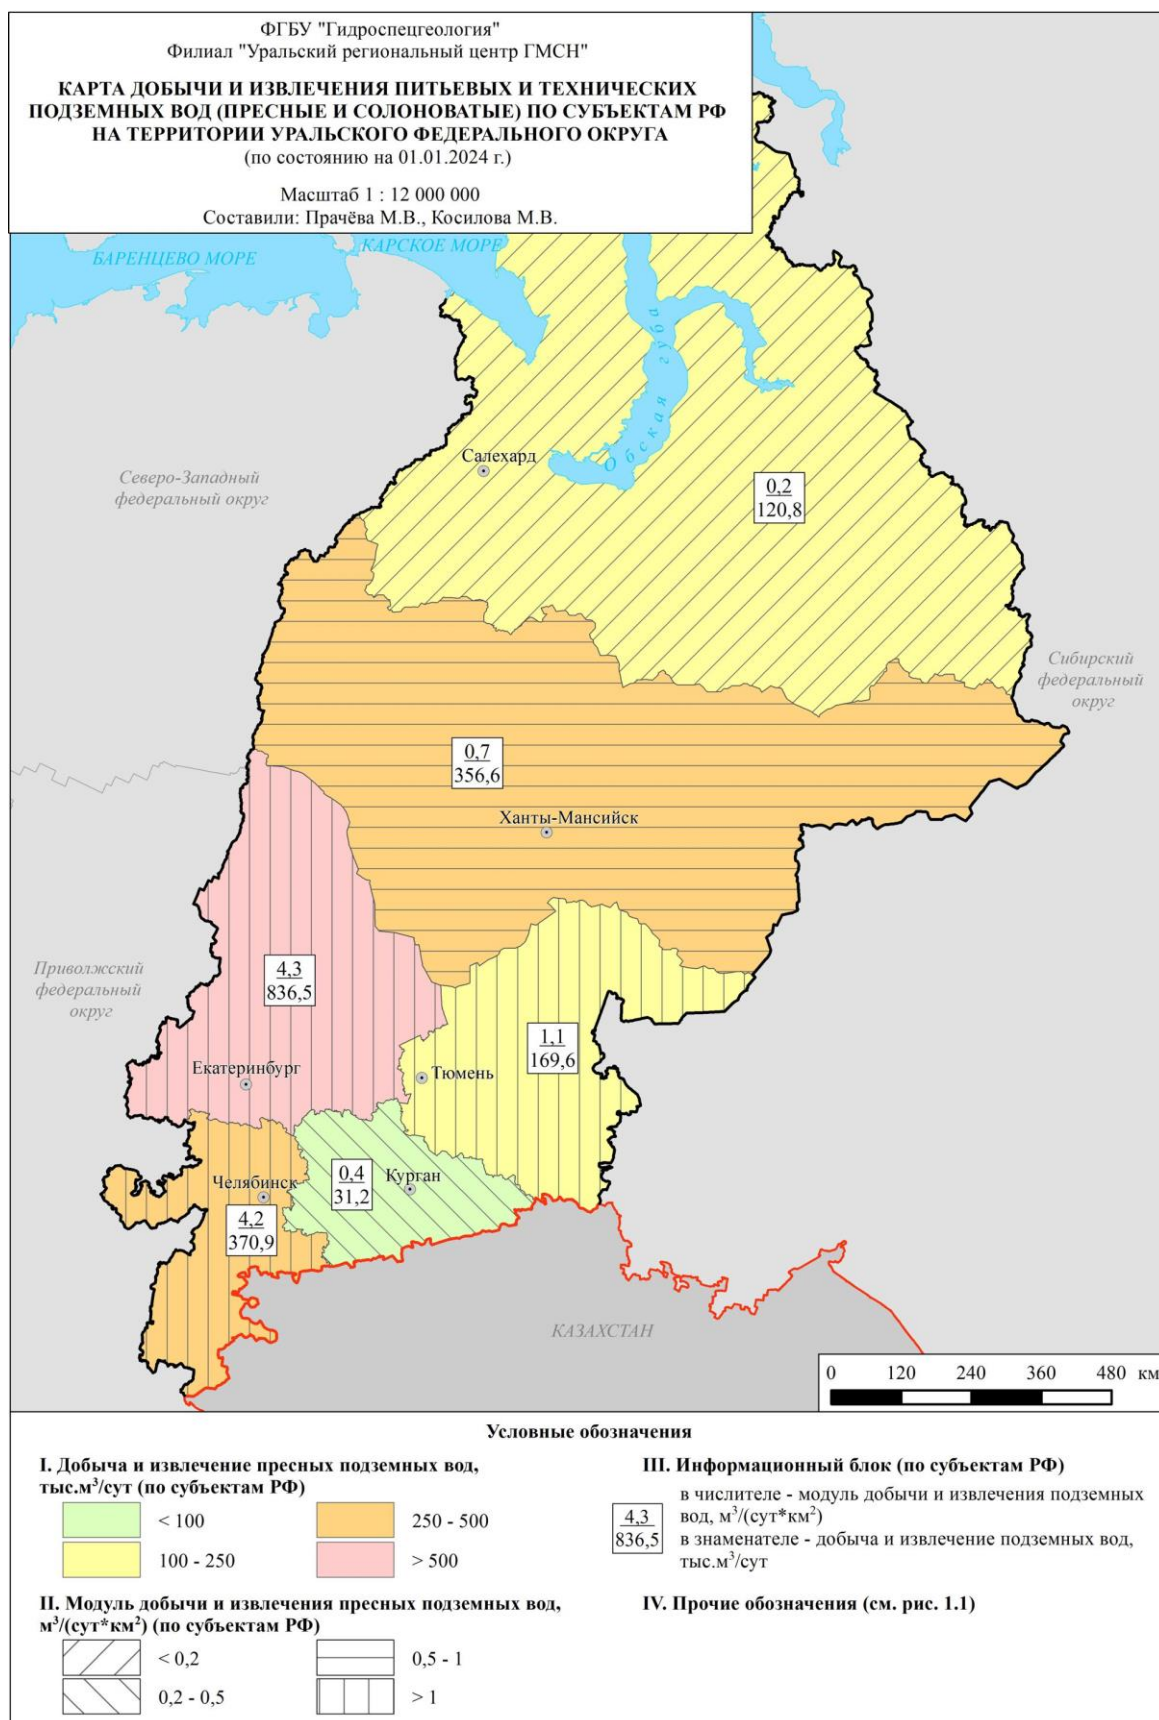 ФГБУ "Гидроспецгеология"
Филиал "Уральский региональный центр ГМСН"
КАРТА ДОБЫЧИ И ИЗВЛЕЧЕНИЯ ПИТЬЕВЫХ И ТЕХНИЧЕСКИХ
ПОДЗЕМНЫХ ВОД (ПРЕСНЫЕ И СОЛОНОВАТЫЕ) ПО СУБЪЕКТАМ РФ
НА ТЕРРИТОРИИ УРАЛЬСКОГО ФЕДЕРАЛЬНОГО ОКРУГА
(по состоянию на 01.01.2024 г.)
Масштаб 1 : 12 000 000
Составили: Прачёва М.В., Косилова М.В.
БАРЕНЦЕВО МОРЕ
КАРСКОЕ МОРЕ
Обская губа
Салехард
Северо-Западный
федеральный округ
0,2
120,8
Сибирский
федеральный
округ
0,7
356,6
Ханты-Мансийск
Приволжский
федеральный
округ
4,3
836,5
1,1
169,6
Екатеринбург
Тюмень
Челябинск
0,4
31,2
Курган
4,2
370,9
КАЗАХСТАН
0 120 240 360 480 км
Условные обозначения
I. Добыча и извлечение пресных подземных вод,
тыс.м³/сут (по субъектам РФ)
< 100
250 - 500
100 - 250
> 500
II. Модуль добычи и извлечения пресных подземных вод,
м³/(сут*км²) (по субъектам РФ)
< 0,2
0,5 - 1
0,2 - 0,5
> 1
III. Информационный блок (по субъектам РФ)
4,3
836,5
в числителе - модуль добычи и извлечения подземных
вод, м³/(сут*км²)
в знаменателе - добыча и извлечение подземных вод,
тыс.м³/сут
IV. Прочие обозначения (см. рис. 1.1)